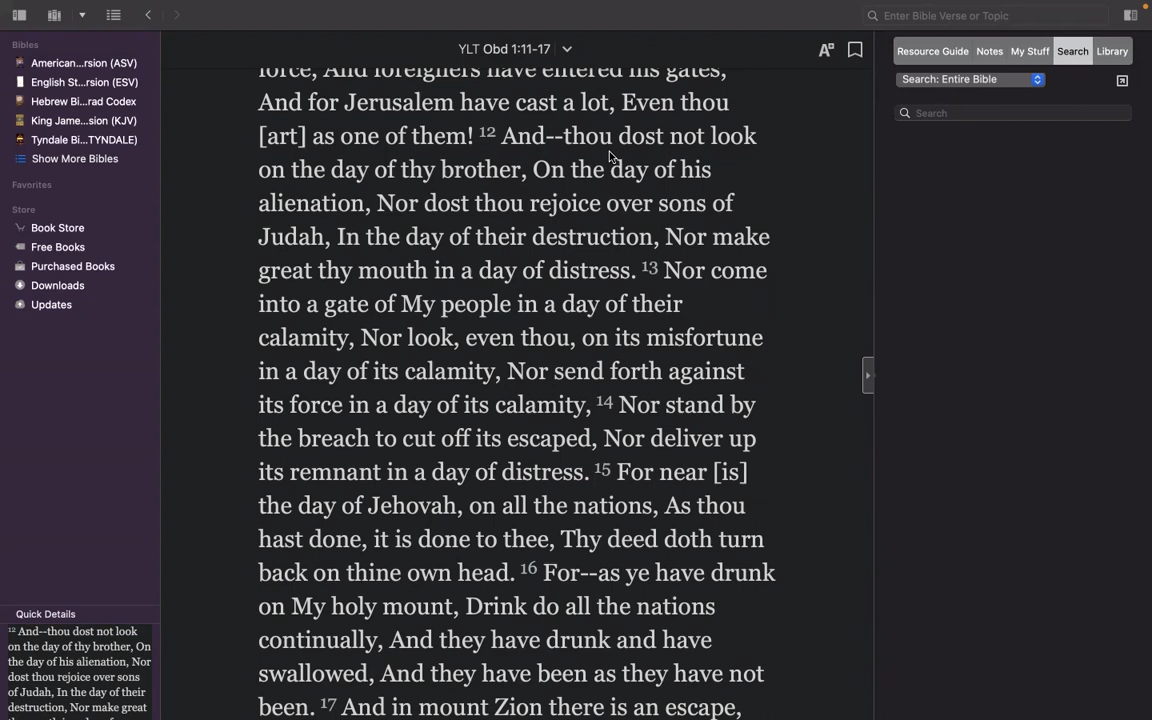 Enter Bible Verse or Topic
Bibles
American...rsion (ASV)
English St...rsion (ESV)
Hebrew Bi...rad Codex
King Jame...rsion (KJV)
Tyndale Bi...TYNDALE)
Show More Bibles
Favorites
Store
Book Store
Free Books
Purchased Books
Downloads
Updates
Quick Details
12 And--thou dost not look
on the day of thy brother, On
the day of his alienation, Nor
dost thou rejoice over sons
of Judah, In the day of their
destruction, Nor make great
YLT Obd 1:11-17
force, And foreigners have entered his gates,
And for Jerusalem have cast a lot, Even thou
[art] as one of them! 12 And--thou dost not look
on the day of thy brother, On the day of his
alienation, Nor dost thou rejoice over sons of
Judah, In the day of their destruction, Nor make
great thy mouth in a day of distress. 13 Nor come
into a gate of My people in a day of their
calamity, Nor look, even thou, on its misfortune
in a day of its calamity, Nor send forth against
its force in a day of its calamity, 14 Nor stand by
the breach to cut off its escaped, Nor deliver up
its remnant in a day of distress. 15 For near [is]
the day of Jehovah, on all the nations, As thou
hast done, it is done to thee, Thy deed doth turn
back on thine own head. 16 For--as ye have drunk
on My holy mount, Drink do all the nations
continually, And they have drunk and have
swallowed, And they have been as they have not
been. 17 And in mount Zion there is an escape,
Resource Guide Notes My Stuff Search Library
Search: Entire Bible
Search